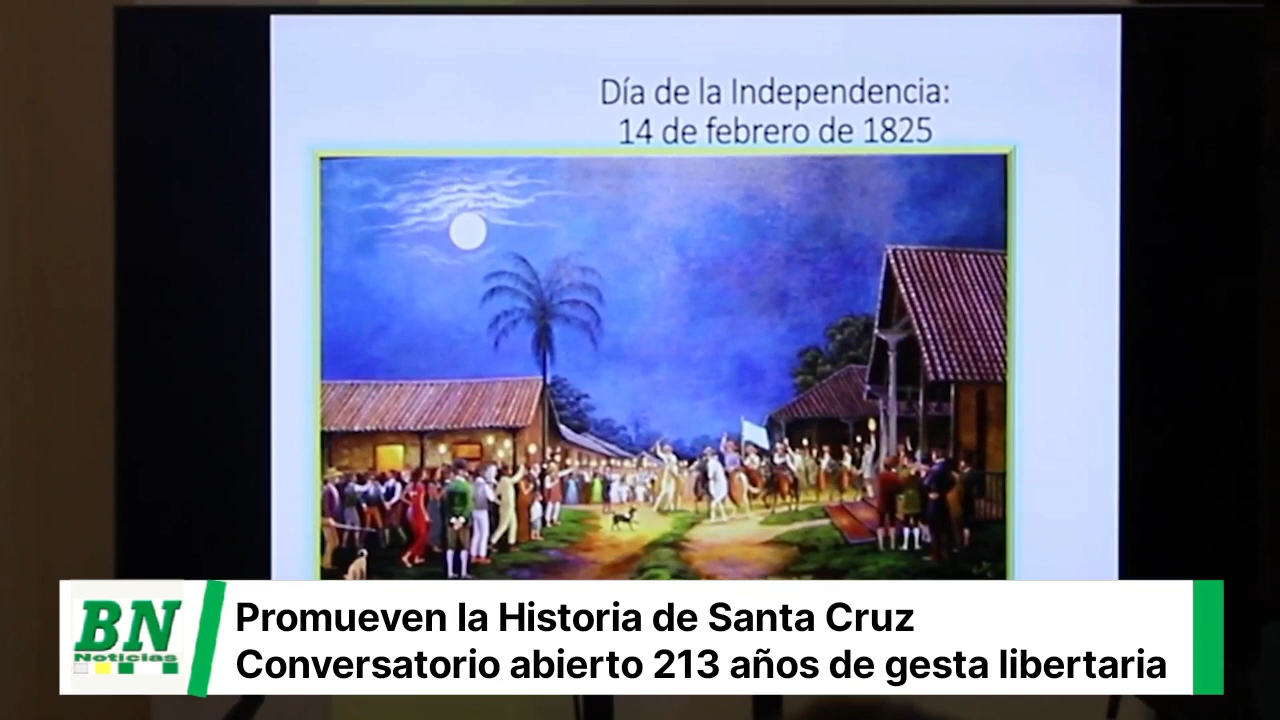 Día de la Independencia:
14 de febrero de 1825
BN
Noticias
Promueven la Historia de Santa Cruz
Conversatorio abierto 213 años de gesta libertaria